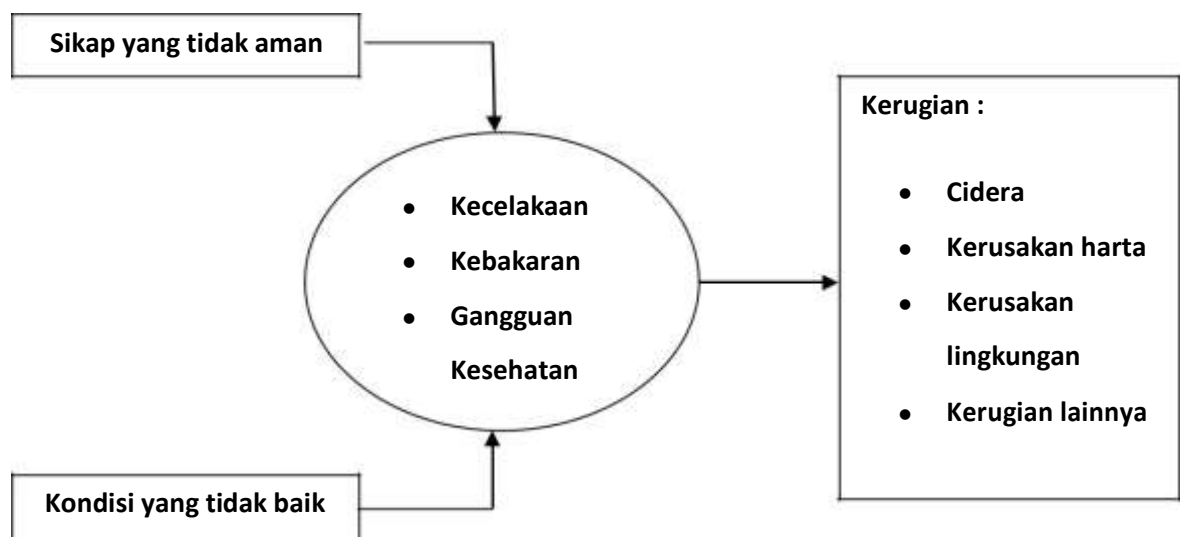 Sikap yang tidak aman
Kerugian :
• Kecelakaan
• Kebakaran
• Gangguan
Kesehatan
• Cidera
• Kerusakan harta
• Kerusakan
lingkungan
• Kerugian lainnya
Kondisi yang tidak baik